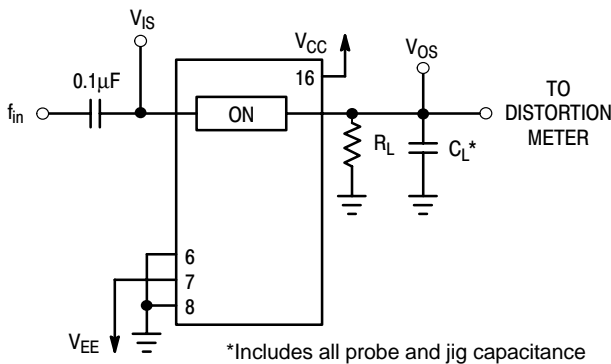 V_IS
V_CC
V_OS
16
0.1μF
f_in
ON
TO
DISTORTION
METER
R_L
C_L*
6
7
8
V_EE
*Includes all probe and jig capacitance